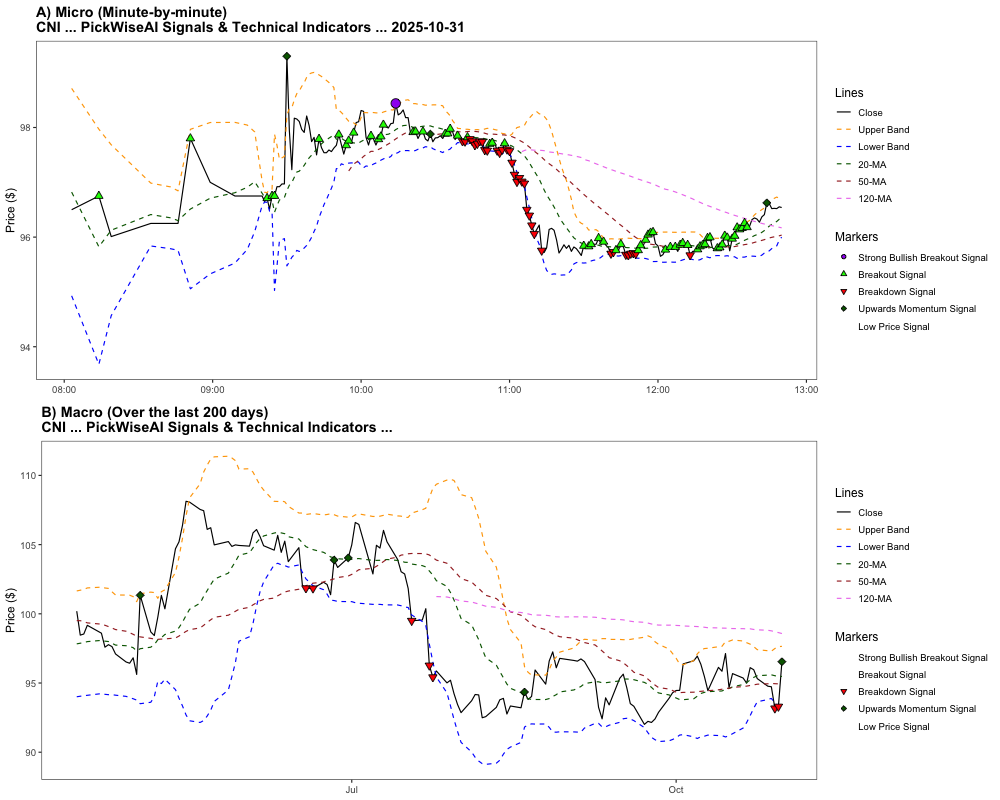 A) Micro (Minute-by-minute)
CNI ... PickWiseAI Signals & Technical Indicators ... 2025-10-31
Price ($)
98
96
94
08:00 09:00 10:00 11:00 12:00 13:00
Lines
Close
Upper Band
Lower Band
20-MA
50-MA
120-MA
Markers
Strong Bullish Breakout Signal
Breakout Signal
Breakdown Signal
Upwards Momentum Signal
Low Price Signal
B) Macro (Over the last 200 days)
CNI ... PickWiseAI Signals & Technical Indicators ...
Price ($)
110
105
100
95
90
Jul Oct
Lines
Close
Upper Band
Lower Band
20-MA
50-MA
120-MA
Markers
Strong Bullish Breakout Signal
Breakout Signal
Breakdown Signal
Upwards Momentum Signal
Low Price Signal